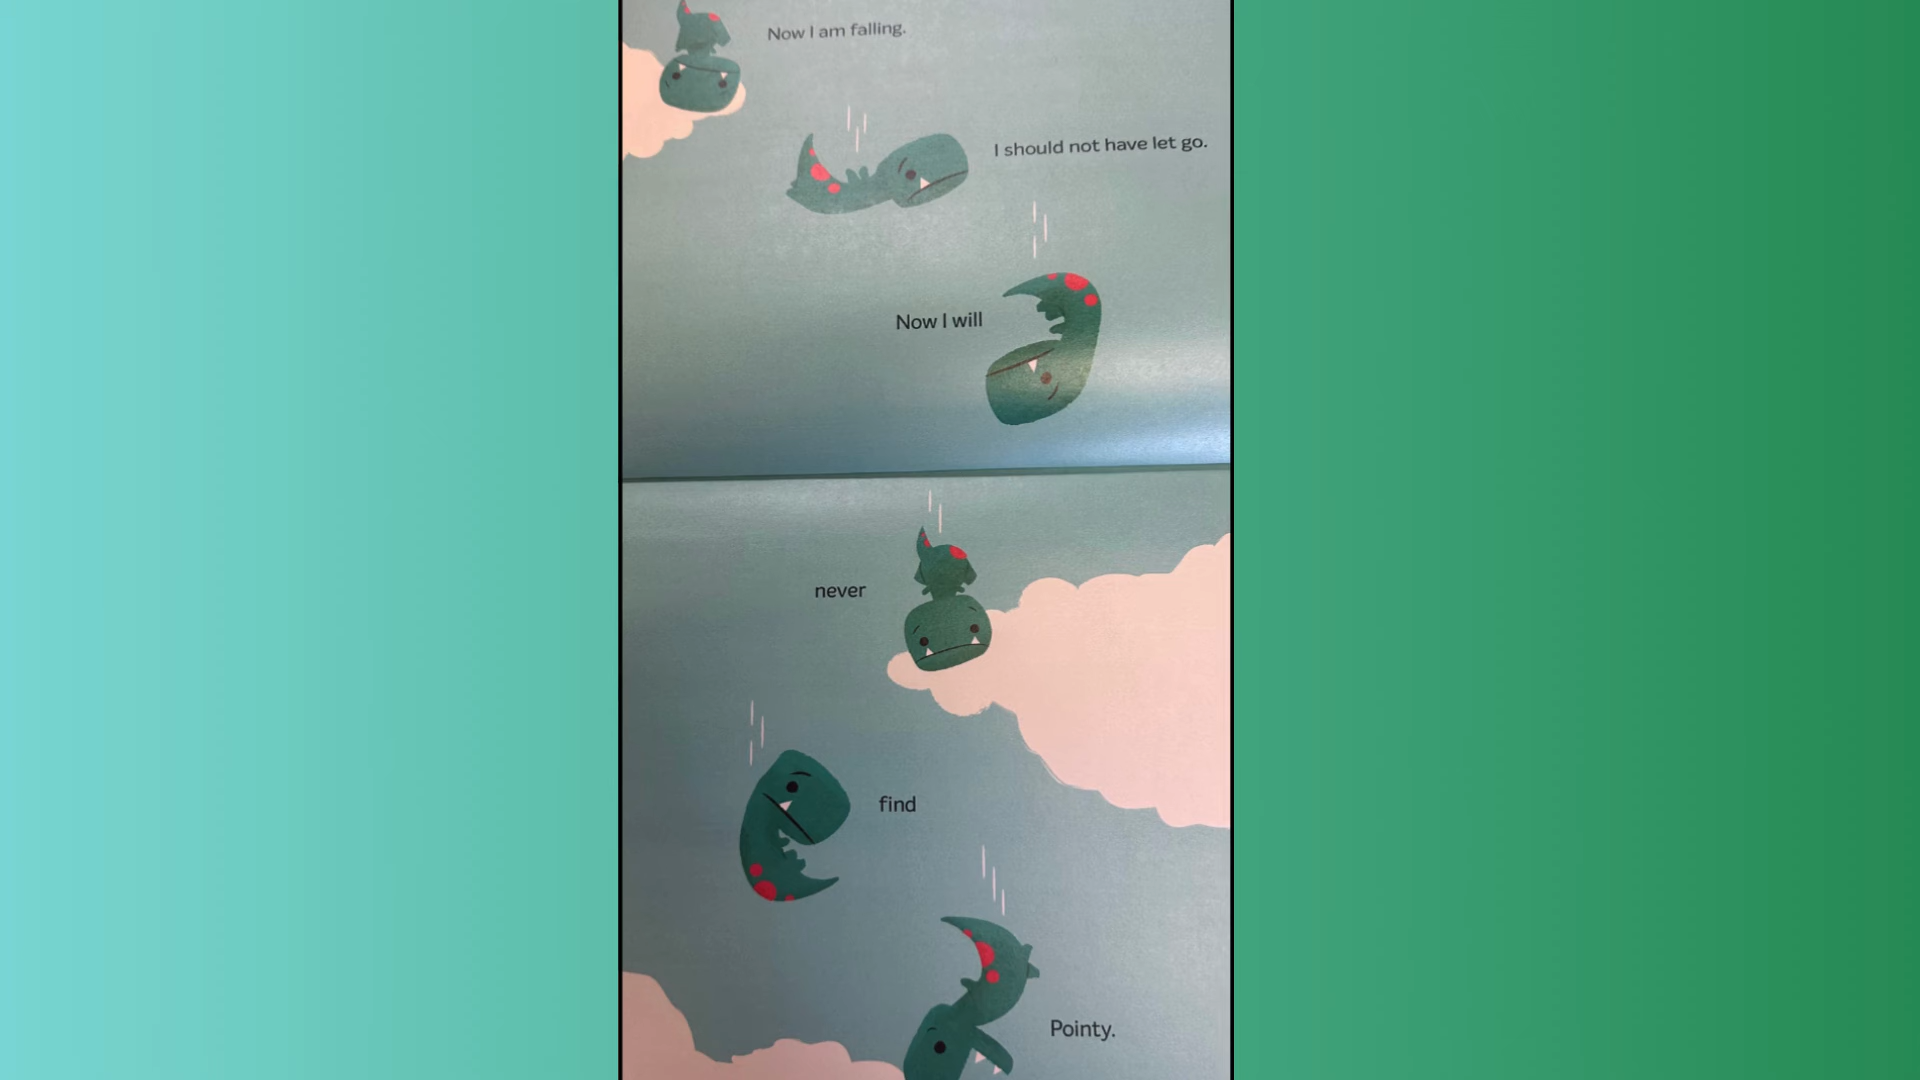 Now I am falling.
I should not have let go.
Now I will
never
find
Pointy.